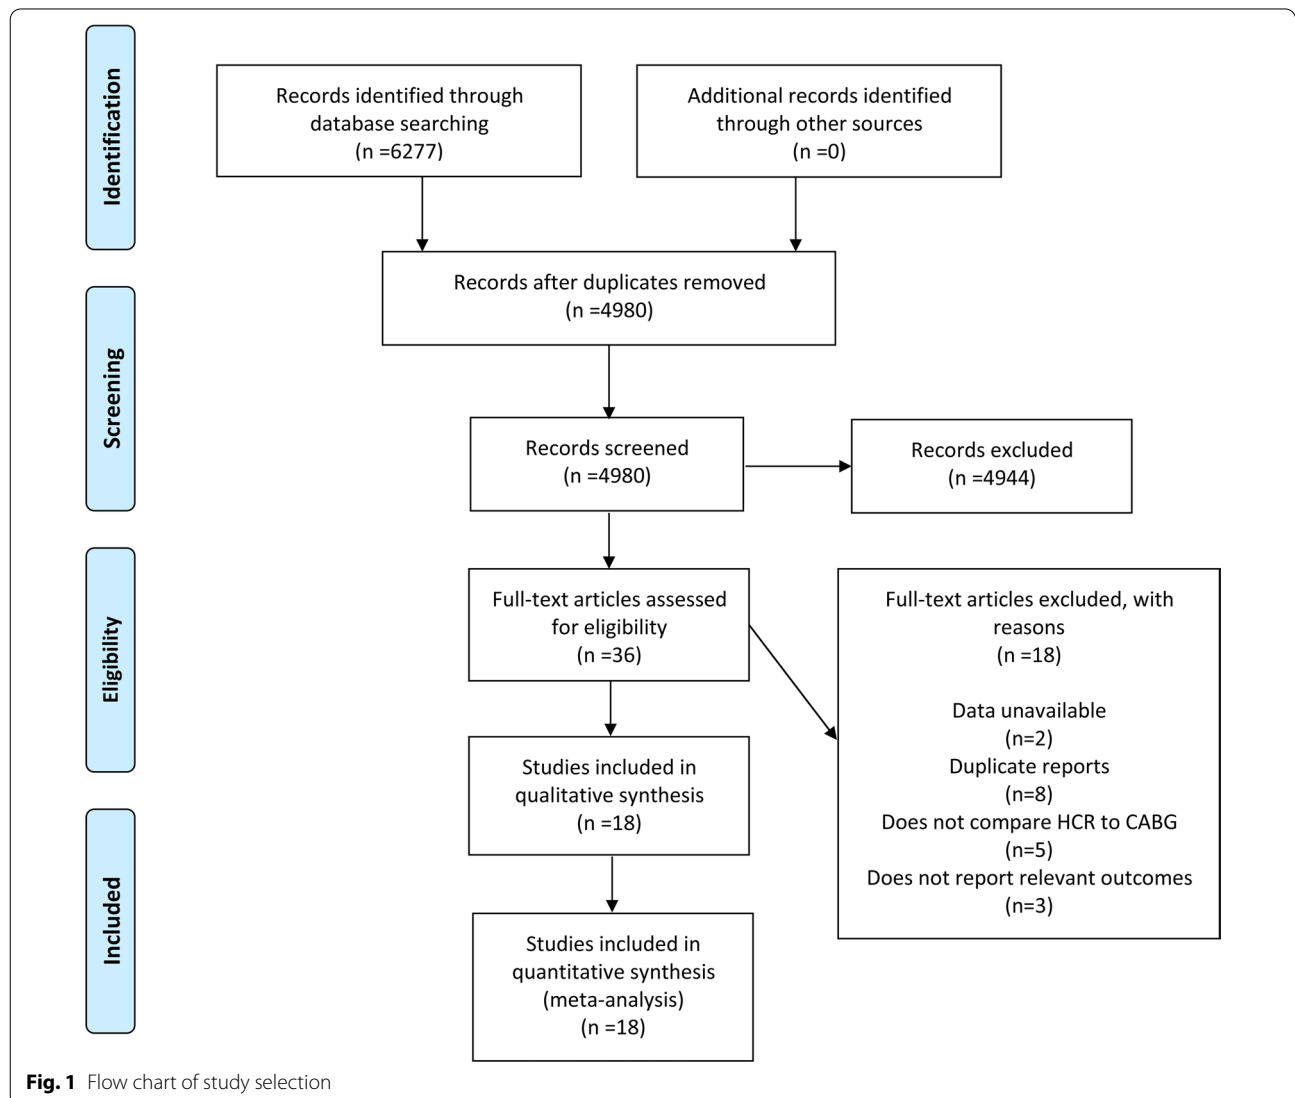 Identification
Records identified through
database searching
(n =6277)
Additional records identified
through other sources
(n =0)
Records after duplicates removed
(n =4980)
Screening
Records screened
(n =4980)
Records excluded
(n =4944)
Eligibility
Full-text articles assessed
for eligibility
(n =36)
Full-text articles excluded, with
reasons
(n =18)
Data unavailable
(n=2)
Duplicate reports
(n=8)
Does not compare HCR to CABG
(n=5)
Does not report relevant outcomes
(n=3)
Studies included in
qualitative synthesis
(n =18)
Included
Studies included in
quantitative synthesis
(meta-analysis)
(n =18)
Fig. 1 Flow chart of study selection